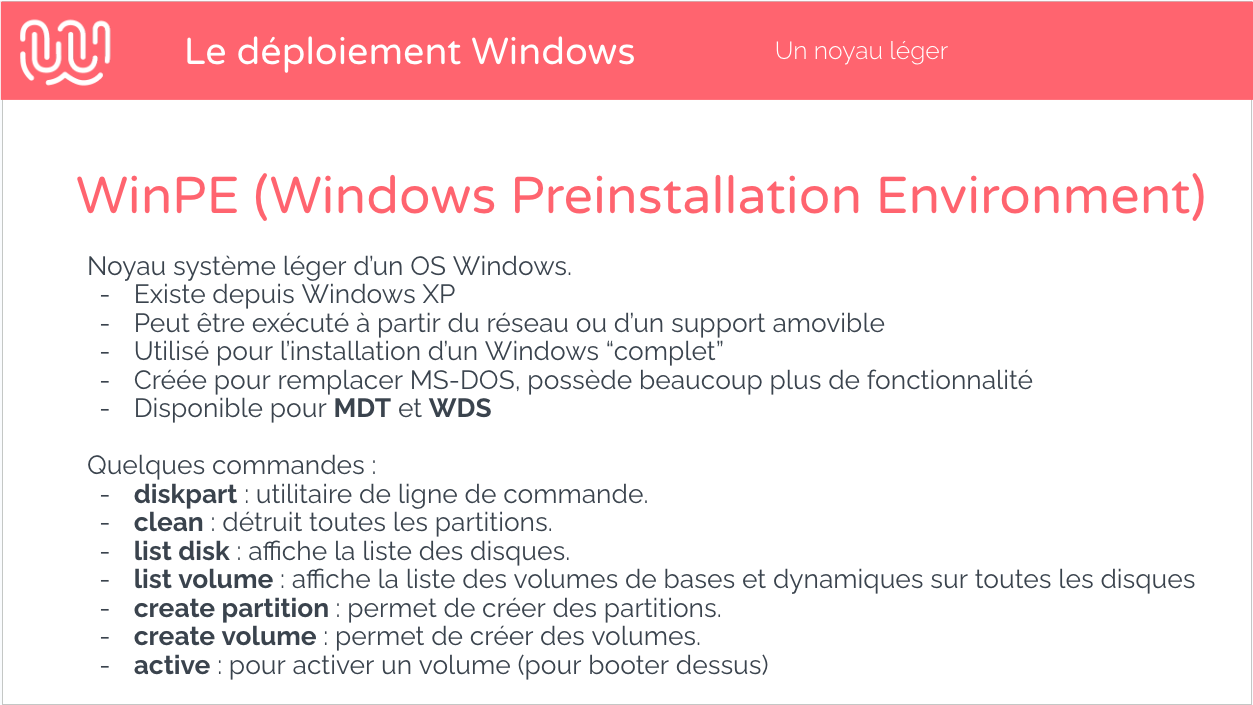 Le déploiement Windows
Un noyau léger
WinPE (Windows Preinstallation Environment)
Noyau système léger d'un OS Windows.
- Existe depuis Windows XP
- Peut être exécuté à partir du réseau ou d'un support amovible
- Utilisé pour l'installation d'un Windows “complet”
- Créée pour remplacer MS-DOS, possède beaucoup plus de fonctionnalité
- Disponible pour MDT et WDS
Quelques commandes :
- diskpart : utilitaire de ligne de commande.
- clean : détruit toutes les partitions.
- list disk : affiche la liste des disques.
- list volume : affiche la liste des volumes de bases et dynamiques sur toutes les disques
- create partition : permet de créer des partitions.
- create volume : permet de créer des volumes.
- active : pour activer un volume (pour booter dessus)